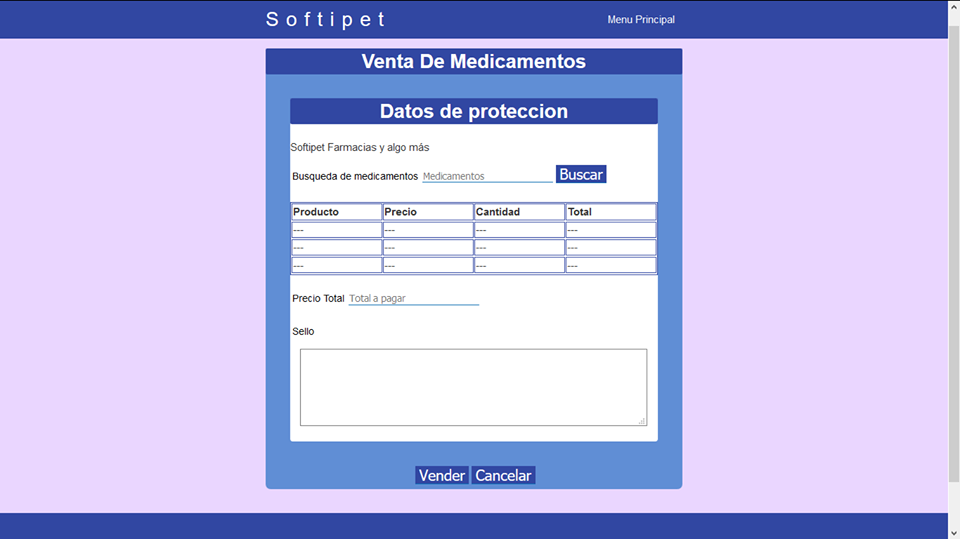 Softipet Menu Principal
Venta De Medicamentos
Datos de proteccion
Softipet Farmacias y algo más
Busqueda de medicamentos Medicamentos Buscar
Producto Precio Cantidad Total
--- --- --- ---
--- --- --- ---
--- --- --- ---
Precio Total Total a pagar
Sello
Vender Cancelar